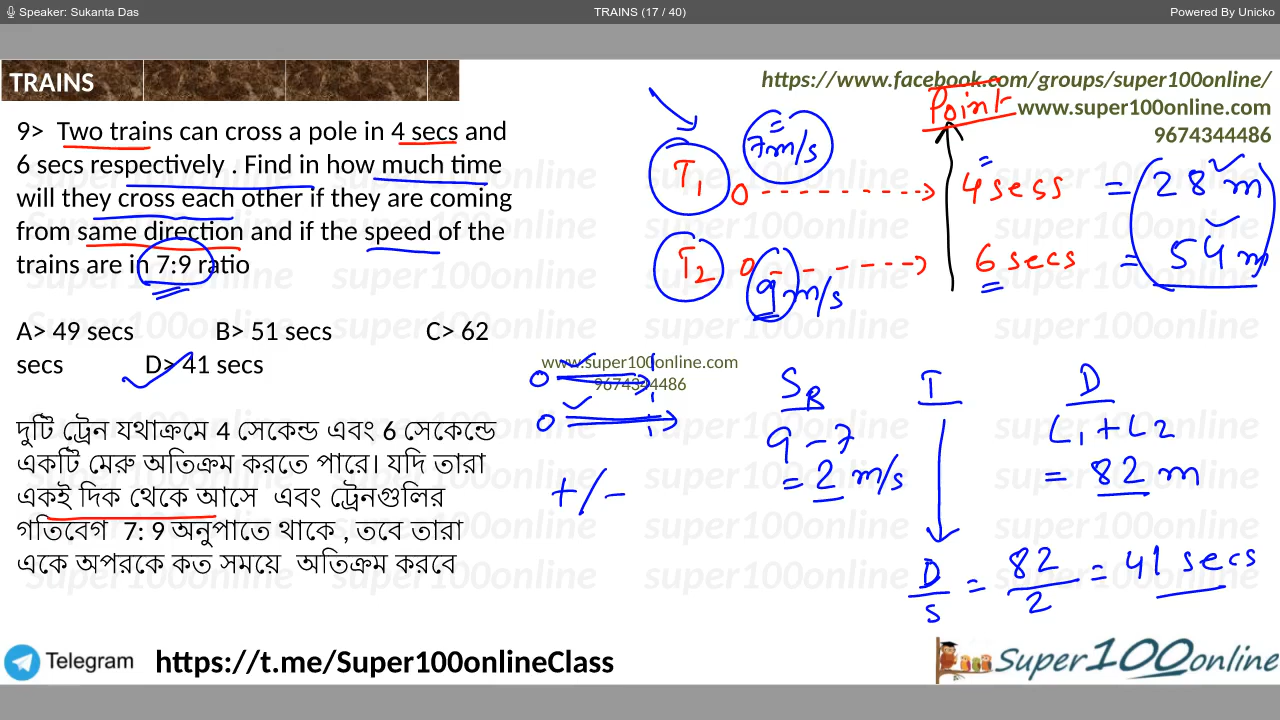 Speaker: Sukanta Das
TRAINS (17 / 40)
Powered By Unicko
TRAINS
https://www.facebook.com/groups/super100online/
www.super100online.com
9674344486
9> Two trains can cross a pole in 4 secs and
6 secs respectively . Find in how much time
will they cross each other if they are coming
from same direction and if the speed of the
trains are in 7:9 ratio
A> 49 secs B> 51 secs C> 62
secs D> 41 secs
দুটি ট্রেন যথাক্রমে 4 সেকেন্ড এবং 6 সেকেন্ডে
একটি মেরু অতিক্রম করতে পারে। যদি তারা
একই দিক থেকে আসে এবং ট্রেনগুলির
গতিবেগ 7: 9 অনুপাতে থাকে , তবে তারা
একে অপরকে কত সময়ে অতিক্রম করবে
Point
7m/s
T1 4 secs = 28 m
T2 6 secs = 54 m
9 m/s
www.super100online.com
9674344486
SR T D
9 - 7 L1 + L2
= 2 m/s = 82 m
+/-
D/S = 82/2 = 41 secs
Telegram
https://t.me/Super100onlineClass
Super100online